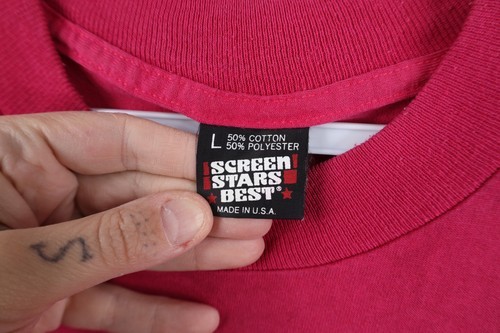 L 50% COTTON
50% POLYESTER
SCREEN
STARS
BEST®
MADE IN U.S.A.
S